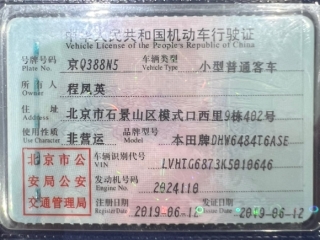 中华人民共和国机动车行驶证
Vehicle License of the People's Republic of China
号牌号码 京Q388N5 车辆类型 小型普通客车
Plate No. Vehicle Type
所有人 程凤英
Owner
住址 北京市石景山区模式口西里9栋402号
Address
使用性质 非营运 品牌型号 本田牌DHW6484T6ASE
Use Character Model
北京市公安局公安交通管理局
车辆识别代号 LVHTG6873K5010646
VIN
发动机号码 2024110
Engine No.
注册日期 2019-06-12 发证日期 2019-06-12
Register Date Issue Date